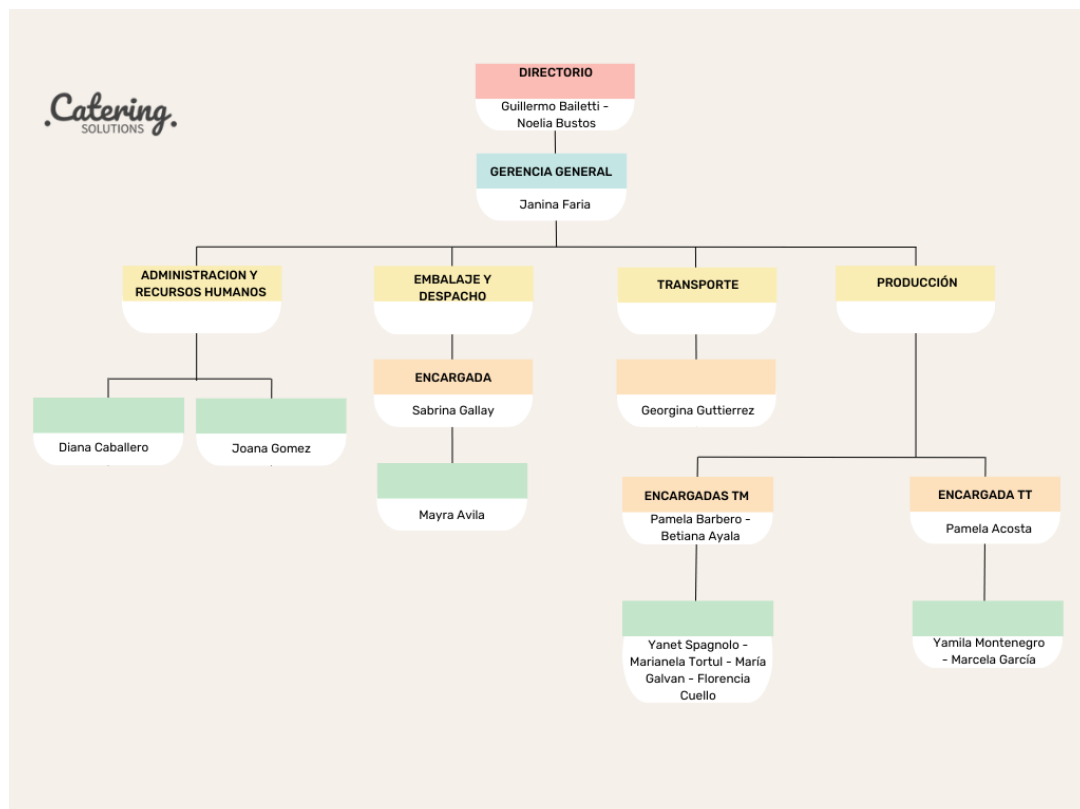 .Catering.
SOLUTIONS
DIRECTORIO
Guillermo Bailetti -
Noelia Bustos
GERENCIA GENERAL
Janina Faria
ADMINISTRACION Y
RECURSOS HUMANOS
EMBALAJE Y
DESPACHO
TRANSPORTE
PRODUCCIÓN
ENCARGADA
Sabrina Gallay
Georgina Guttierrez
Diana Caballero
Joana Gomez
Mayra Avila
ENCARGADAS TM
Pamela Barbero -
Betiana Ayala
ENCARGADA TT
Pamela Acosta
Yanet Spagnolo -
Marianela Tortul - María
Galvan - Florencia
Cuello
Yamila Montenegro
- Marcela García